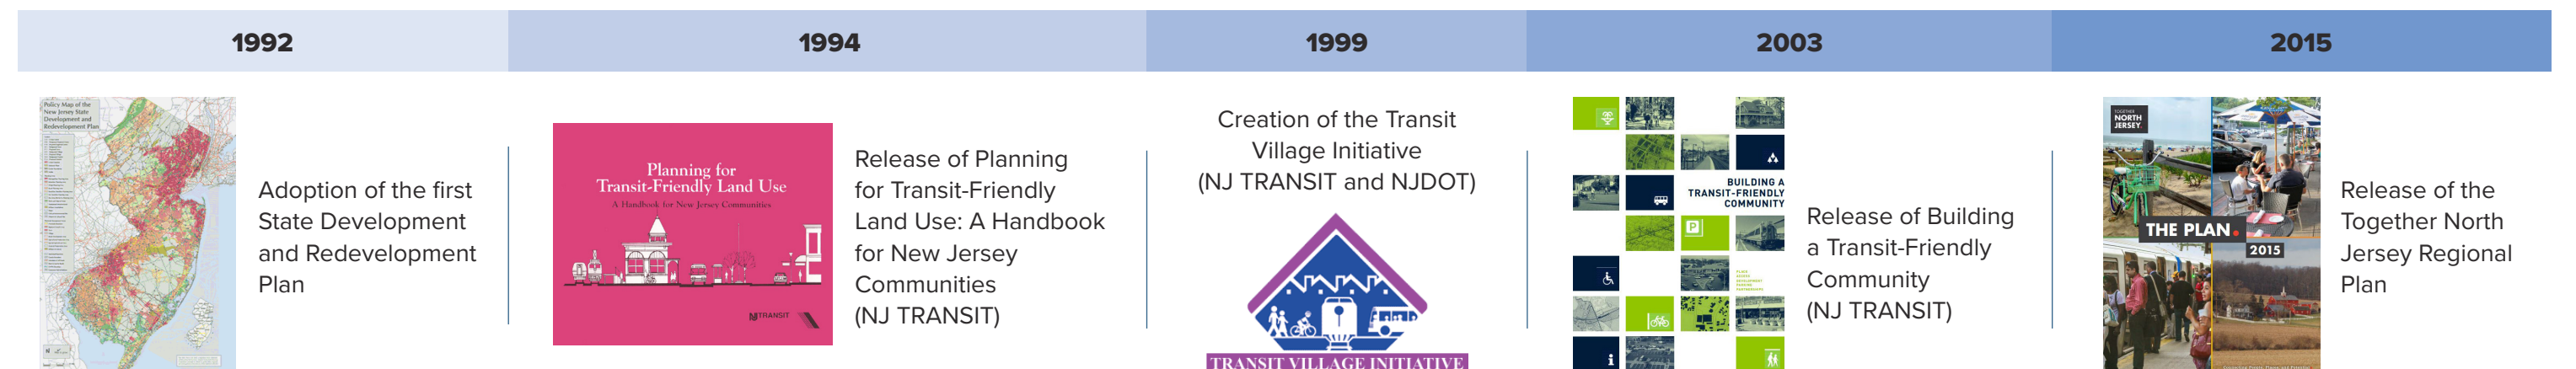 1992
1994
1999
2003
2015
Policy Map of the
New Jersey State
Development and
Redevelopment Plan
Adoption of the first
State Development
and Redevelopment
Plan
Planning for
Transit-Friendly Land Use
A Handbook for New Jersey Communities
NJ TRANSIT
Release of Planning
for Transit-Friendly
Land Use: A Handbook
for New Jersey
Communities
(NJ TRANSIT)
Creation of the Transit
Village Initiative
(NJ TRANSIT and NJDOT)
TRANSIT VILLAGE INITIATIVE
BUILDING A
TRANSIT-FRIENDLY
COMMUNITY
P
i
Release of Building
a Transit-Friendly
Community
(NJ TRANSIT)
TOGETHER
NORTH
JERSEY
THE PLAN.
2015
Release of the
Together North
Jersey Regional
Plan